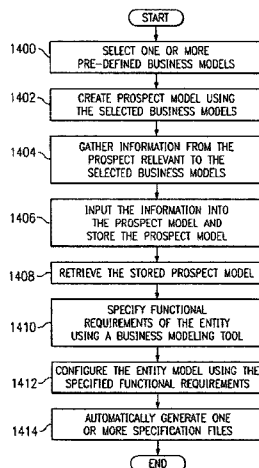 START
1400
SELECT ONE OR MORE
PRE-DEFINED BUSINESS MODELS
1402
CREATE PROSPECT MODEL USING
THE SELECTED BUSINESS MODELS
1404
GATHER INFORMATION FROM THE
PROSPECT RELEVANT TO THE
SELECTED BUSINESS MODELS
1406
INPUT THE INFORMATION INTO
THE PROSPECT MODEL AND
STORE THE PROSPECT MODEL
1408
RETRIEVE THE STORED PROSPECT MODEL
1410
SPECIFY FUNCTIONAL
REQUIREMENTS OF THE ENTITY
USING A BUSINESS MODELING TOOL
1412
CONFIGURE THE ENTITY MODEL USING THE
SPECIFIED FUNCTIONAL REQUIREMENTS
1414
AUTOMATICALLY GENERATE ONE
OR MORE SPECIFICATION FILES
END